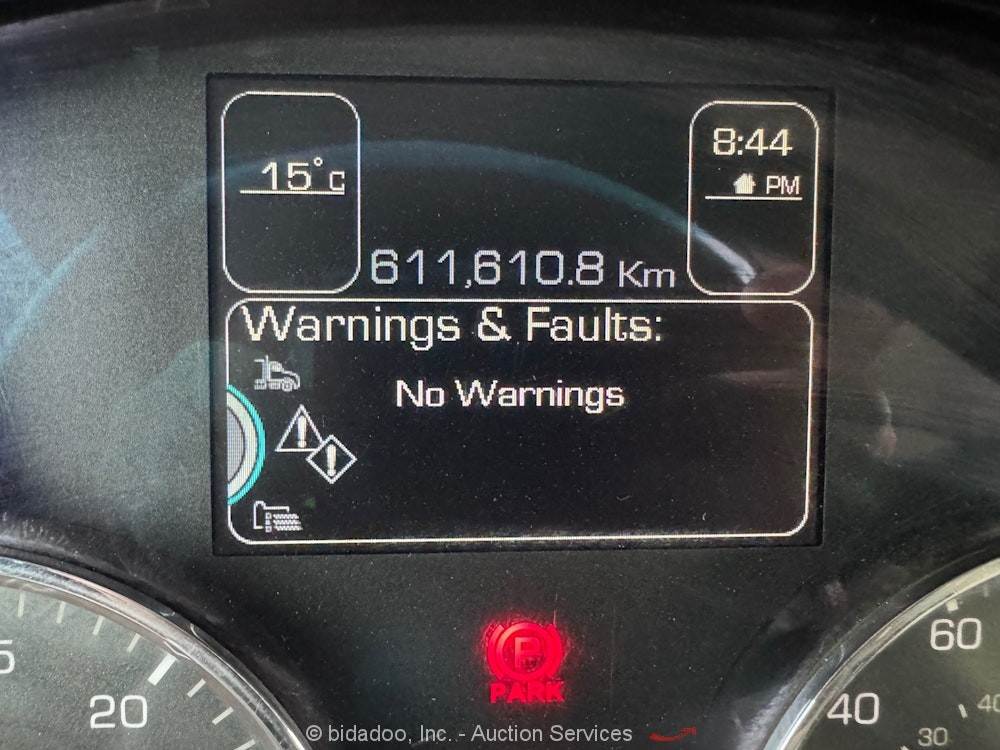 15°C
8:44
PM
611,610.8 Km
Warnings & Faults:
No Warnings
P
PARK
5
20
60
40
40
30
© bidadoo, Inc. - Auction Services